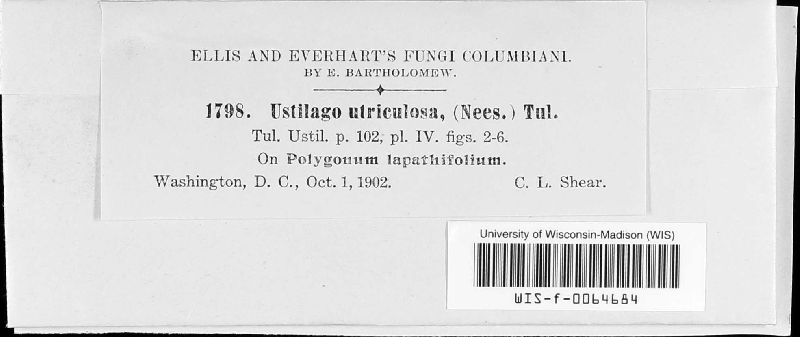 ELLIS AND EVERHART'S FUNGI COLUMBIANI.
BY E. BARTHOLOMEW.
1798. Ustilago utriculosa, (Nees.) Tul.
Tul. Ustil. p. 102, pl. IV. figs. 2-6.
On Polygonum lapathifolium.
Washington, D. C., Oct. 1, 1902. C. L. Shear.
University of Wisconsin-Madison (WIS)
WIS-f-0064684